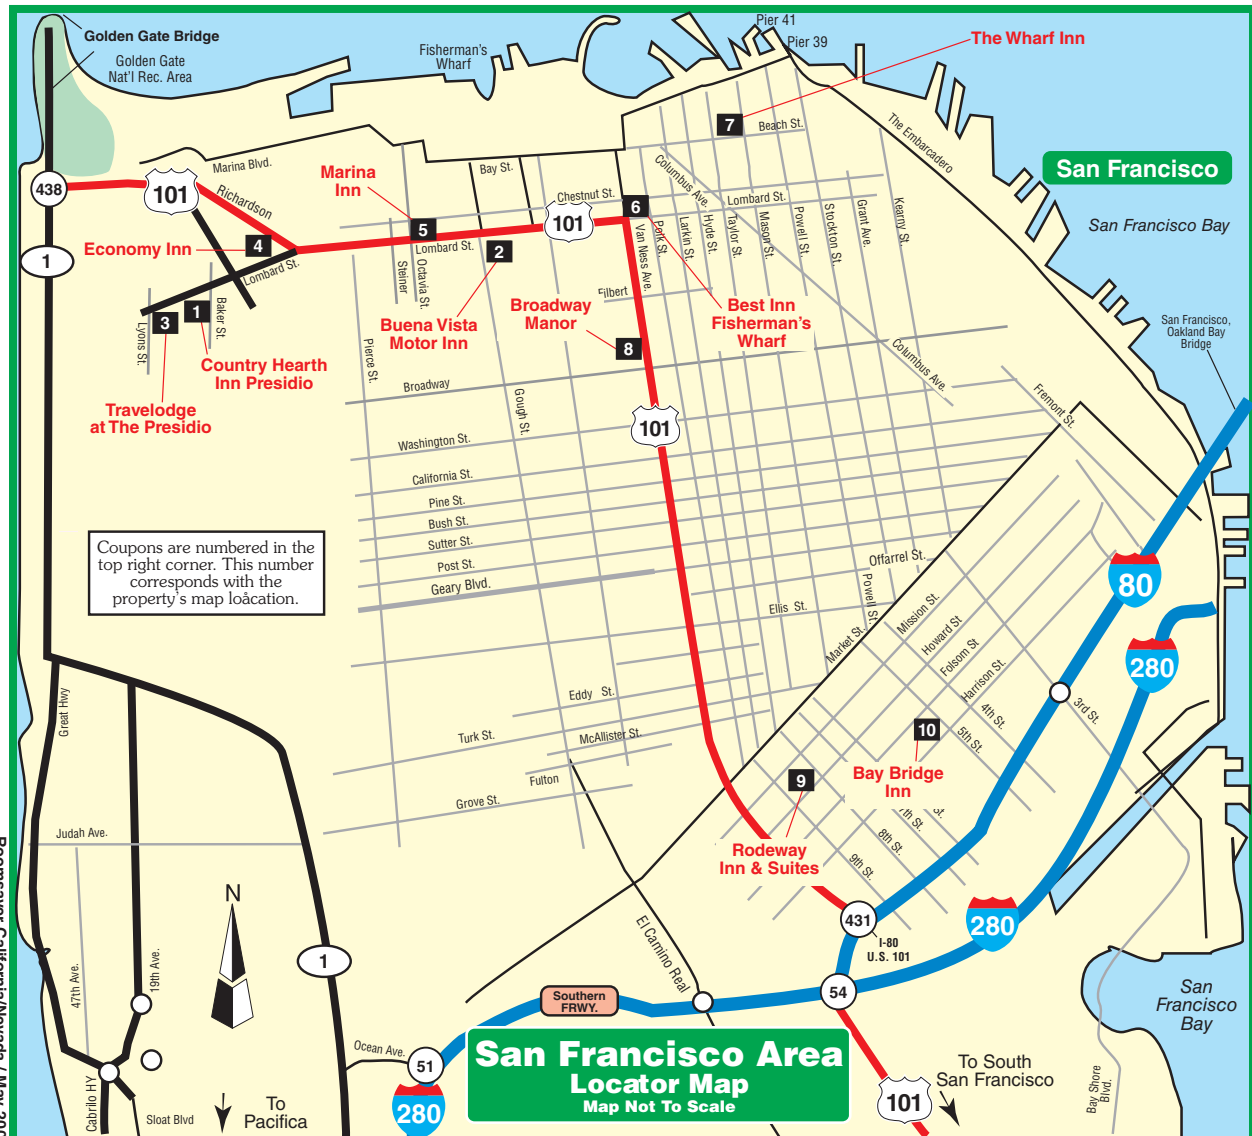 Golden Gate Bridge
Golden Gate
Nat'l Rec. Area
Fisherman's
Wharf
Pier 41
Pier 39
The Wharf Inn
7
Beach St.
The Embarcadero
San Francisco
San Francisco Bay
Marina Blvd.
438
101
Richardson
Marina
Inn
Bay St.
Chestnut St.
Columbus Ave.
Lombard St.
6
5
4
Economy Inn
Lombard St.
Lombard St.
2
101
1
Van Ness Ave.
Polk St.
Larkin St.
Hyde St.
Taylor St.
Mason St.
Powell St.
Stockton St.
Grant Ave.
Kearny St.
Steiner
Octavia St.
Filbert
3
1
Lyons St.
Baker St.
Country Hearth
Inn Presidio
Travelodge
at The Presidio
Buena Vista
Motor Inn
Broadway
Manor
8
Best Inn
Fisherman's
Wharf
San Francisco,
Oakland Bay
Bridge
Pierce St.
Broadway
Gough St.
Columbus Ave.
Fremont St.
101
Washington St.
California St.
Pine St.
Bush St.
Sutter St.
Post St.
Geary Blvd.
Coupons are numbered in the
top right corner. This number
corresponds with the
property's map loåcation.
Offarrel St.
Powell St.
Ellis St.
Market St.
Mission St.
Howard St
Folsom St
Harrison St.
80
280
3rd St.
4th St.
5th St.
10
Bay Bridge
Inn
9
Rodeway
Inn & Suites
St.
7th St.
8th St.
9th St.
Great Hwy
Eddy St.
Turk St.
McAllister St.
Fulton
Grove St.
Judah Ave.
N
47th Ave.
19th Ave.
1
El Camino Real
431
I-80
U.S. 101
280
54
Southern
FRWY.
Ocean Ave.
51
280
San Francisco Area
Locator Map
Map Not To Scale
To South
San Francisco
101
San
Francisco
Bay
Bay Shore
Blvd.
Cabrilo HY
Sloat Blvd
To
Pacifica
Roomsaver California/Nevada / May 200